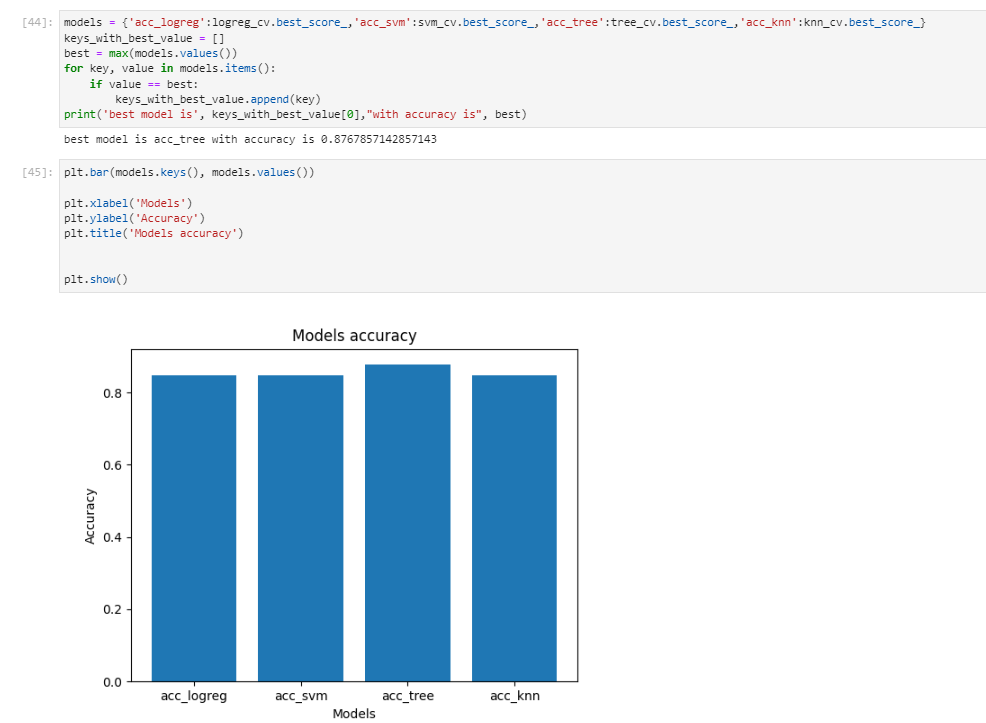 [44]: models = {'acc_logreg':logreg_cv.best_score_,'acc_svm':svm_cv.best_score_,'acc_tree':tree_cv.best_score_,'acc_knn':knn_cv.best_score_}
keys_with_best_value = []
best = max(models.values())
for key, value in models.items():
    if value == best:
        keys_with_best_value.append(key)
print('best model is', keys_with_best_value[0],"with accuracy is", best)
best model is acc_tree with accuracy is 0.8767857142857143
[45]: plt.bar(models.keys(), models.values())
plt.xlabel('Models')
plt.ylabel('Accuracy')
plt.title('Models accuracy')
plt.show()
Models accuracy
Accuracy
0.8
0.6
0.4
0.2
0.0
acc_logreg acc_svm acc_tree acc_knn
Models